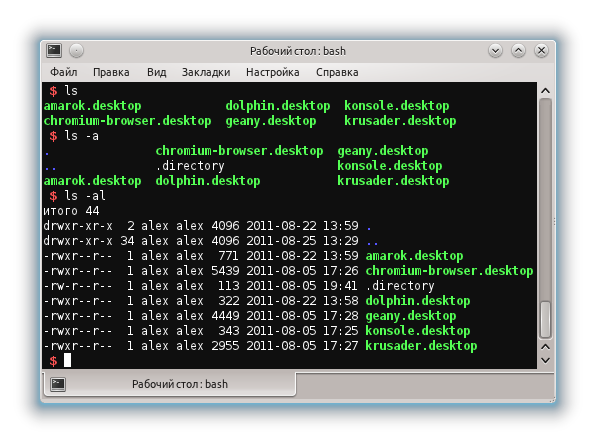 Рабочий стол : bash
Файл Правка Вид Закладки Настройка Справка
$ ls
amarok.desktop dolphin.desktop konsole.desktop
chromium-browser.desktop geany.desktop krusader.desktop
$ ls -a
. chromium-browser.desktop geany.desktop
.. .directory konsole.desktop
amarok.desktop dolphin.desktop krusader.desktop
$ ls -al
итого 44
drwxr-xr-x 2 alex alex 4096 2011-08-22 13:59 .
drwxr-xr-x 34 alex alex 4096 2011-08-25 13:29 ..
-rwxr--r-- 1 alex alex 771 2011-08-22 13:59 amarok.desktop
-rwxr--r-- 1 alex alex 5439 2011-08-05 17:26 chromium-browser.desktop
-rw-r--r-- 1 alex alex 113 2011-08-05 19:41 .directory
-rwxr--r-- 1 alex alex 322 2011-08-22 13:58 dolphin.desktop
-rwxr--r-- 1 alex alex 4449 2011-08-05 17:28 geany.desktop
-rwxr--r-- 1 alex alex 343 2011-08-05 17:25 konsole.desktop
-rwxr--r-- 1 alex alex 2955 2011-08-05 17:27 krusader.desktop
$
Рабочий стол : bash